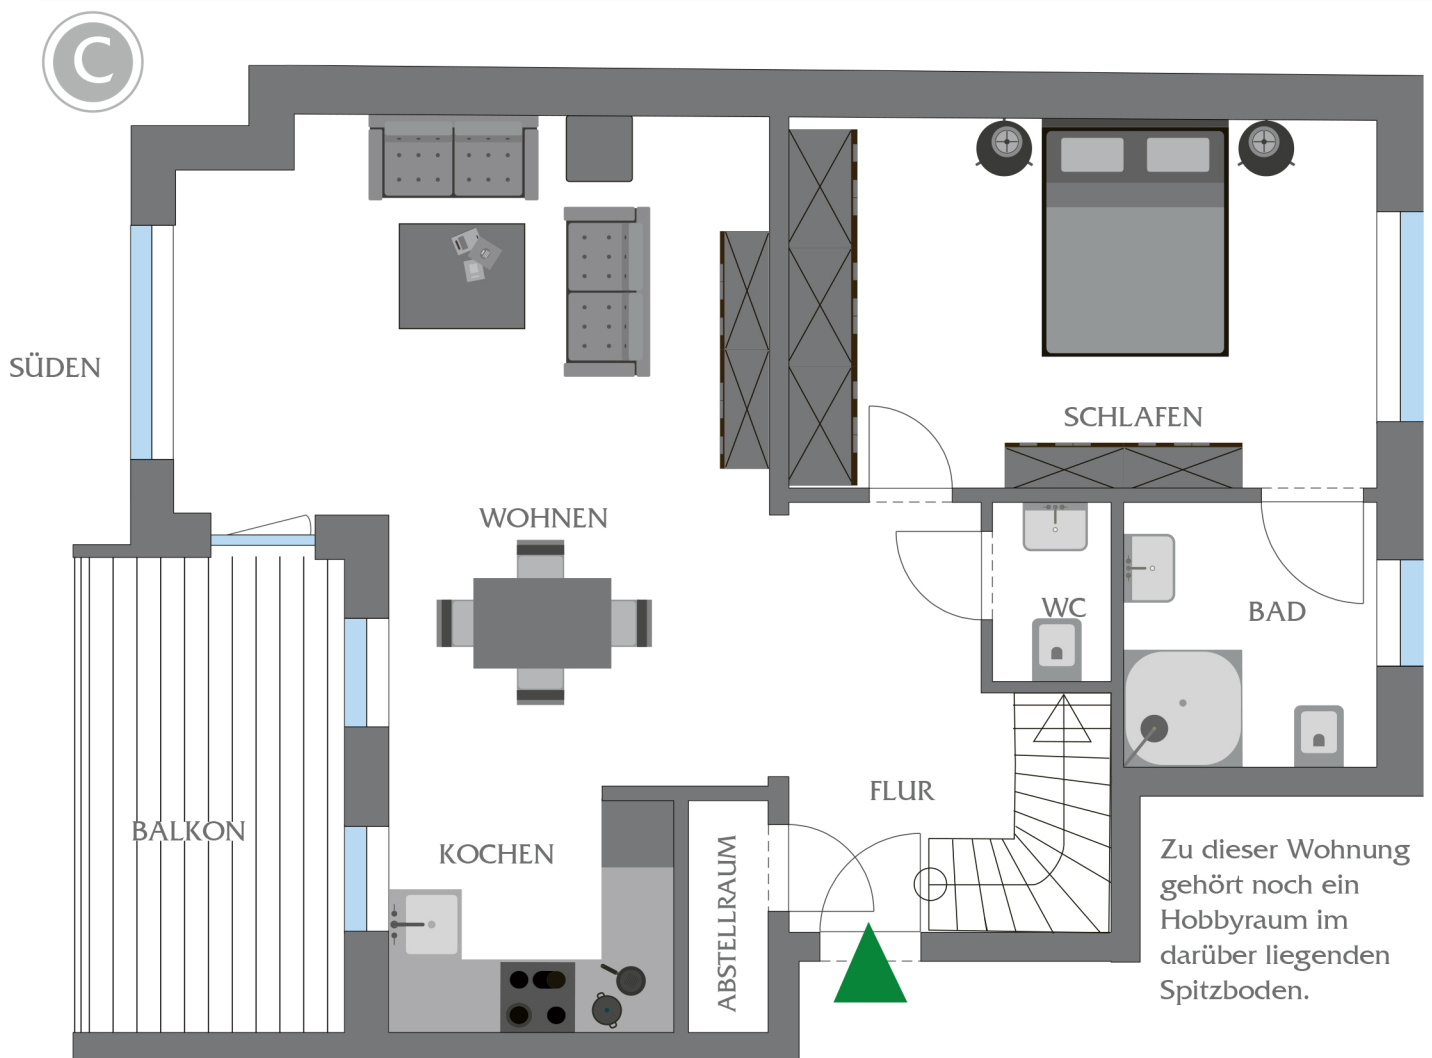 C
SÜDEN
SCHLAFEN
WOHNEN
WC
BAD
FLUR
BALKON
KOCHEN
ABSTELLRAUM
Zu dieser Wohnung
gehört noch ein
Hobbyraum im
darüber liegenden
Spitzboden.